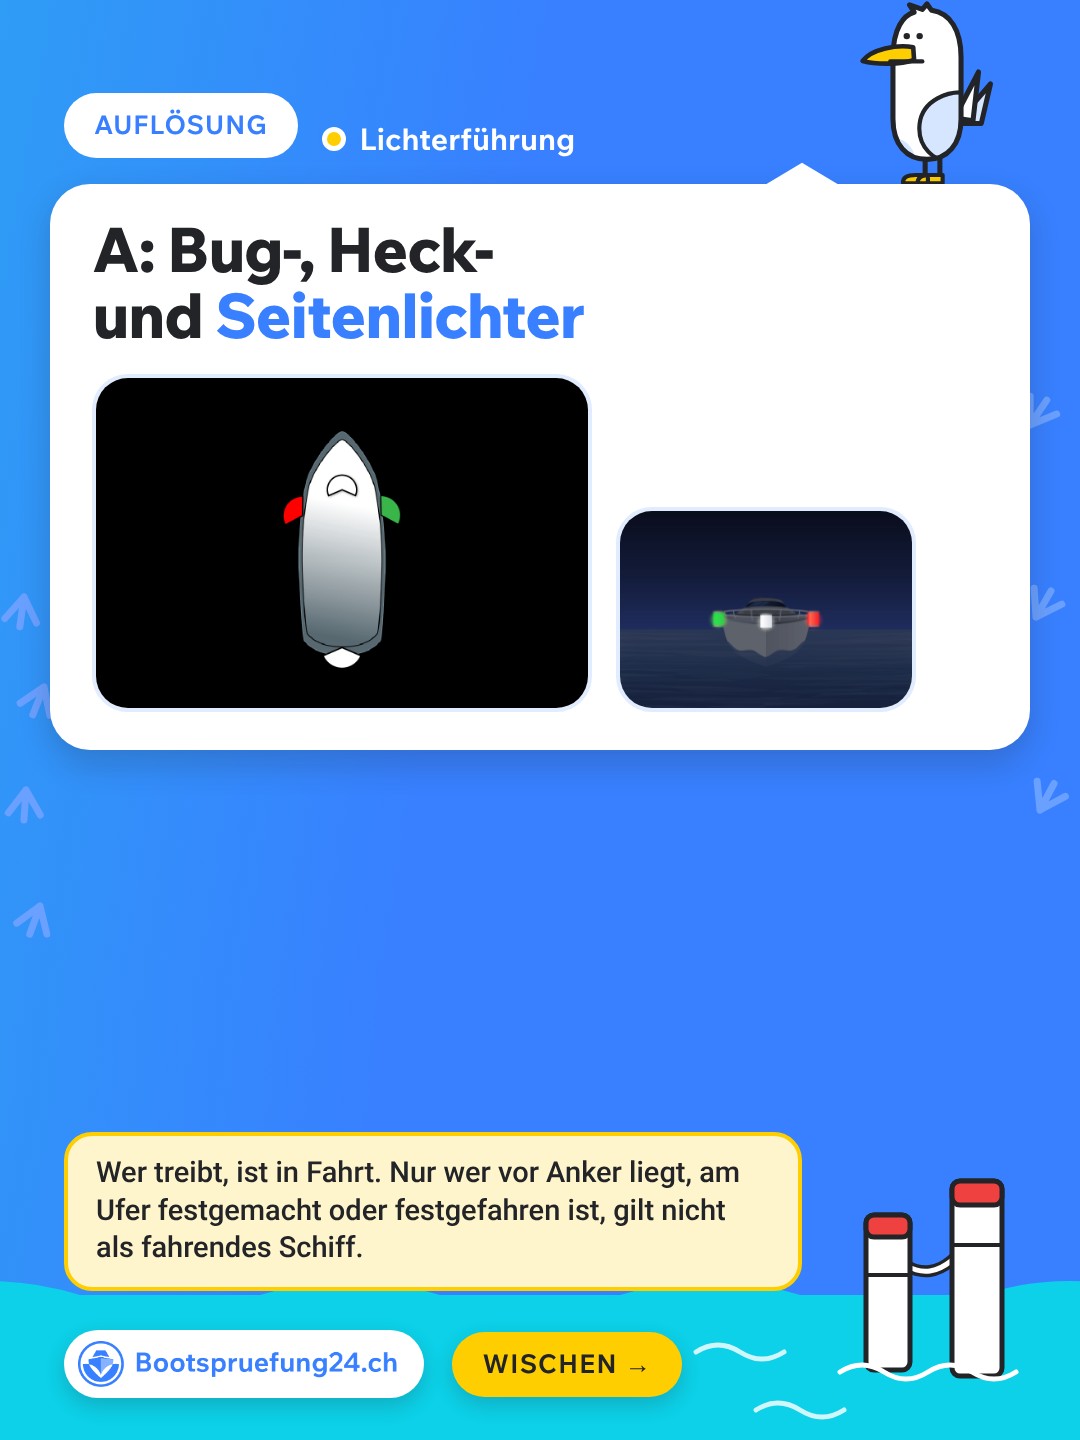 AUFLÖSUNG
Lichterführung
A: Bug-, Heck-
und Seitenlichter
Wer treibt, ist in Fahrt. Nur wer vor Anker liegt, am
Ufer festgemacht oder festgefahren ist, gilt nicht
als fahrendes Schiff.
Bootspruefung24.ch
WISCHEN →